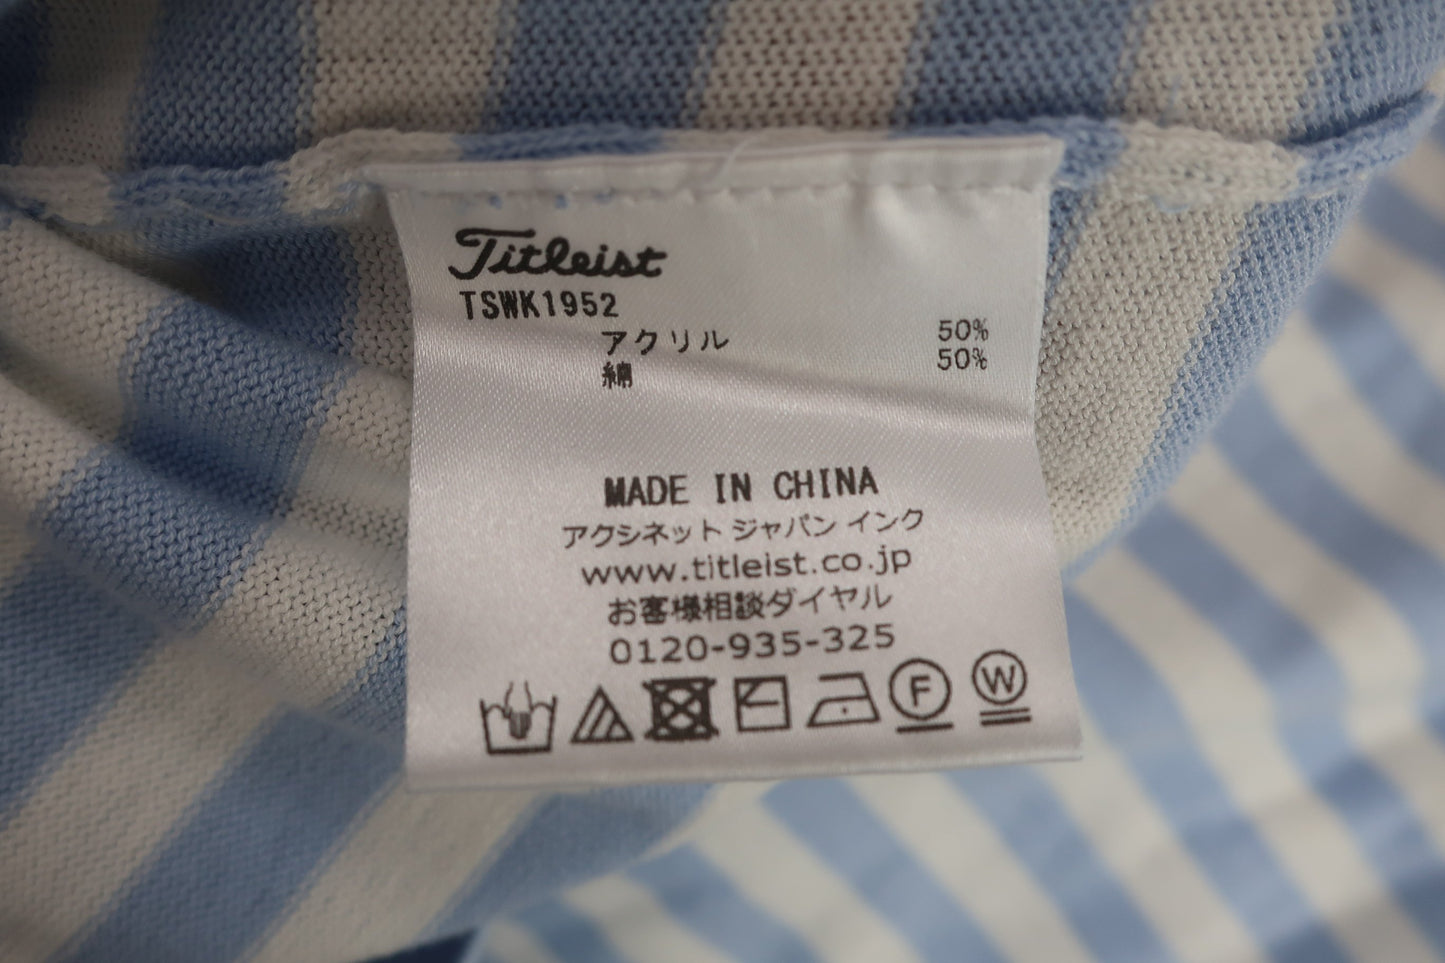 Titleist
TSWK1952
アクリル 50%
綿 50%
MADE IN CHINA
アクシネット ジャパン インク
www.titleist.co.jp
お客様相談ダイヤル
0120-935-325
F W